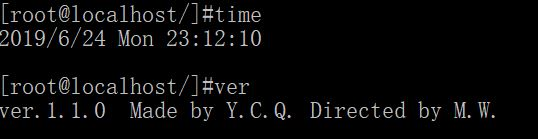 [root@localhost/]#time
2019/6/24 Mon 23:12:10
[root@localhost/]#ver
ver.1.1.0  Made by Y.C.Q. Directed by M.W.